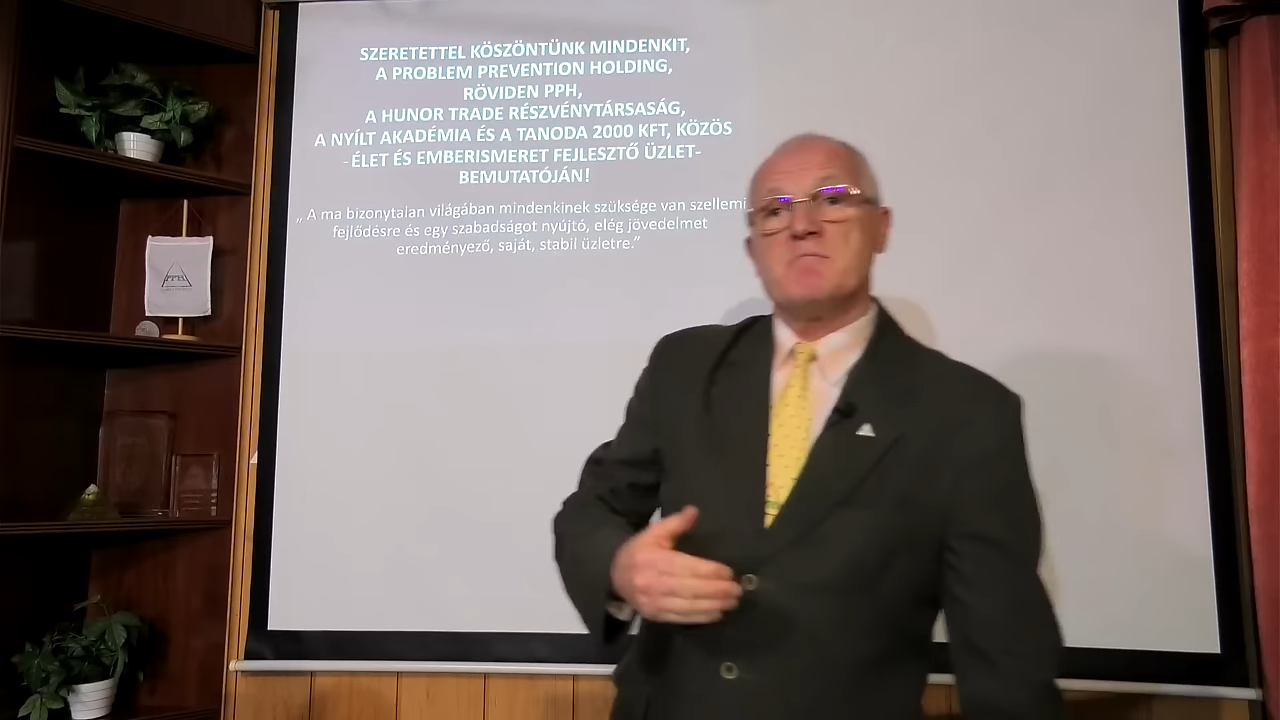 SZERETETTEL KÖSZÖNTÜNK MINDENKIT,
A PROBLEM PREVENTION HOLDING,
RÖVIDEN PPH,
A HUNOR TRADE RÉSZVÉNYTÁRSASÁG,
A NYÍLT AKADÉMIA ÉS A TANODA 2000 KFT, KÖZÖS
-ÉLET ÉS EMBERISMERET FEJLESZTŐ ÜZLET-
BEMUTATÓJÁN!
„ A ma bizonytalan világában mindenkinek szüksége van szellemi
fejlődésre és egy szabadságot nyújtó, elég jövedelmet
eredményező, saját, stabil üzletre.”